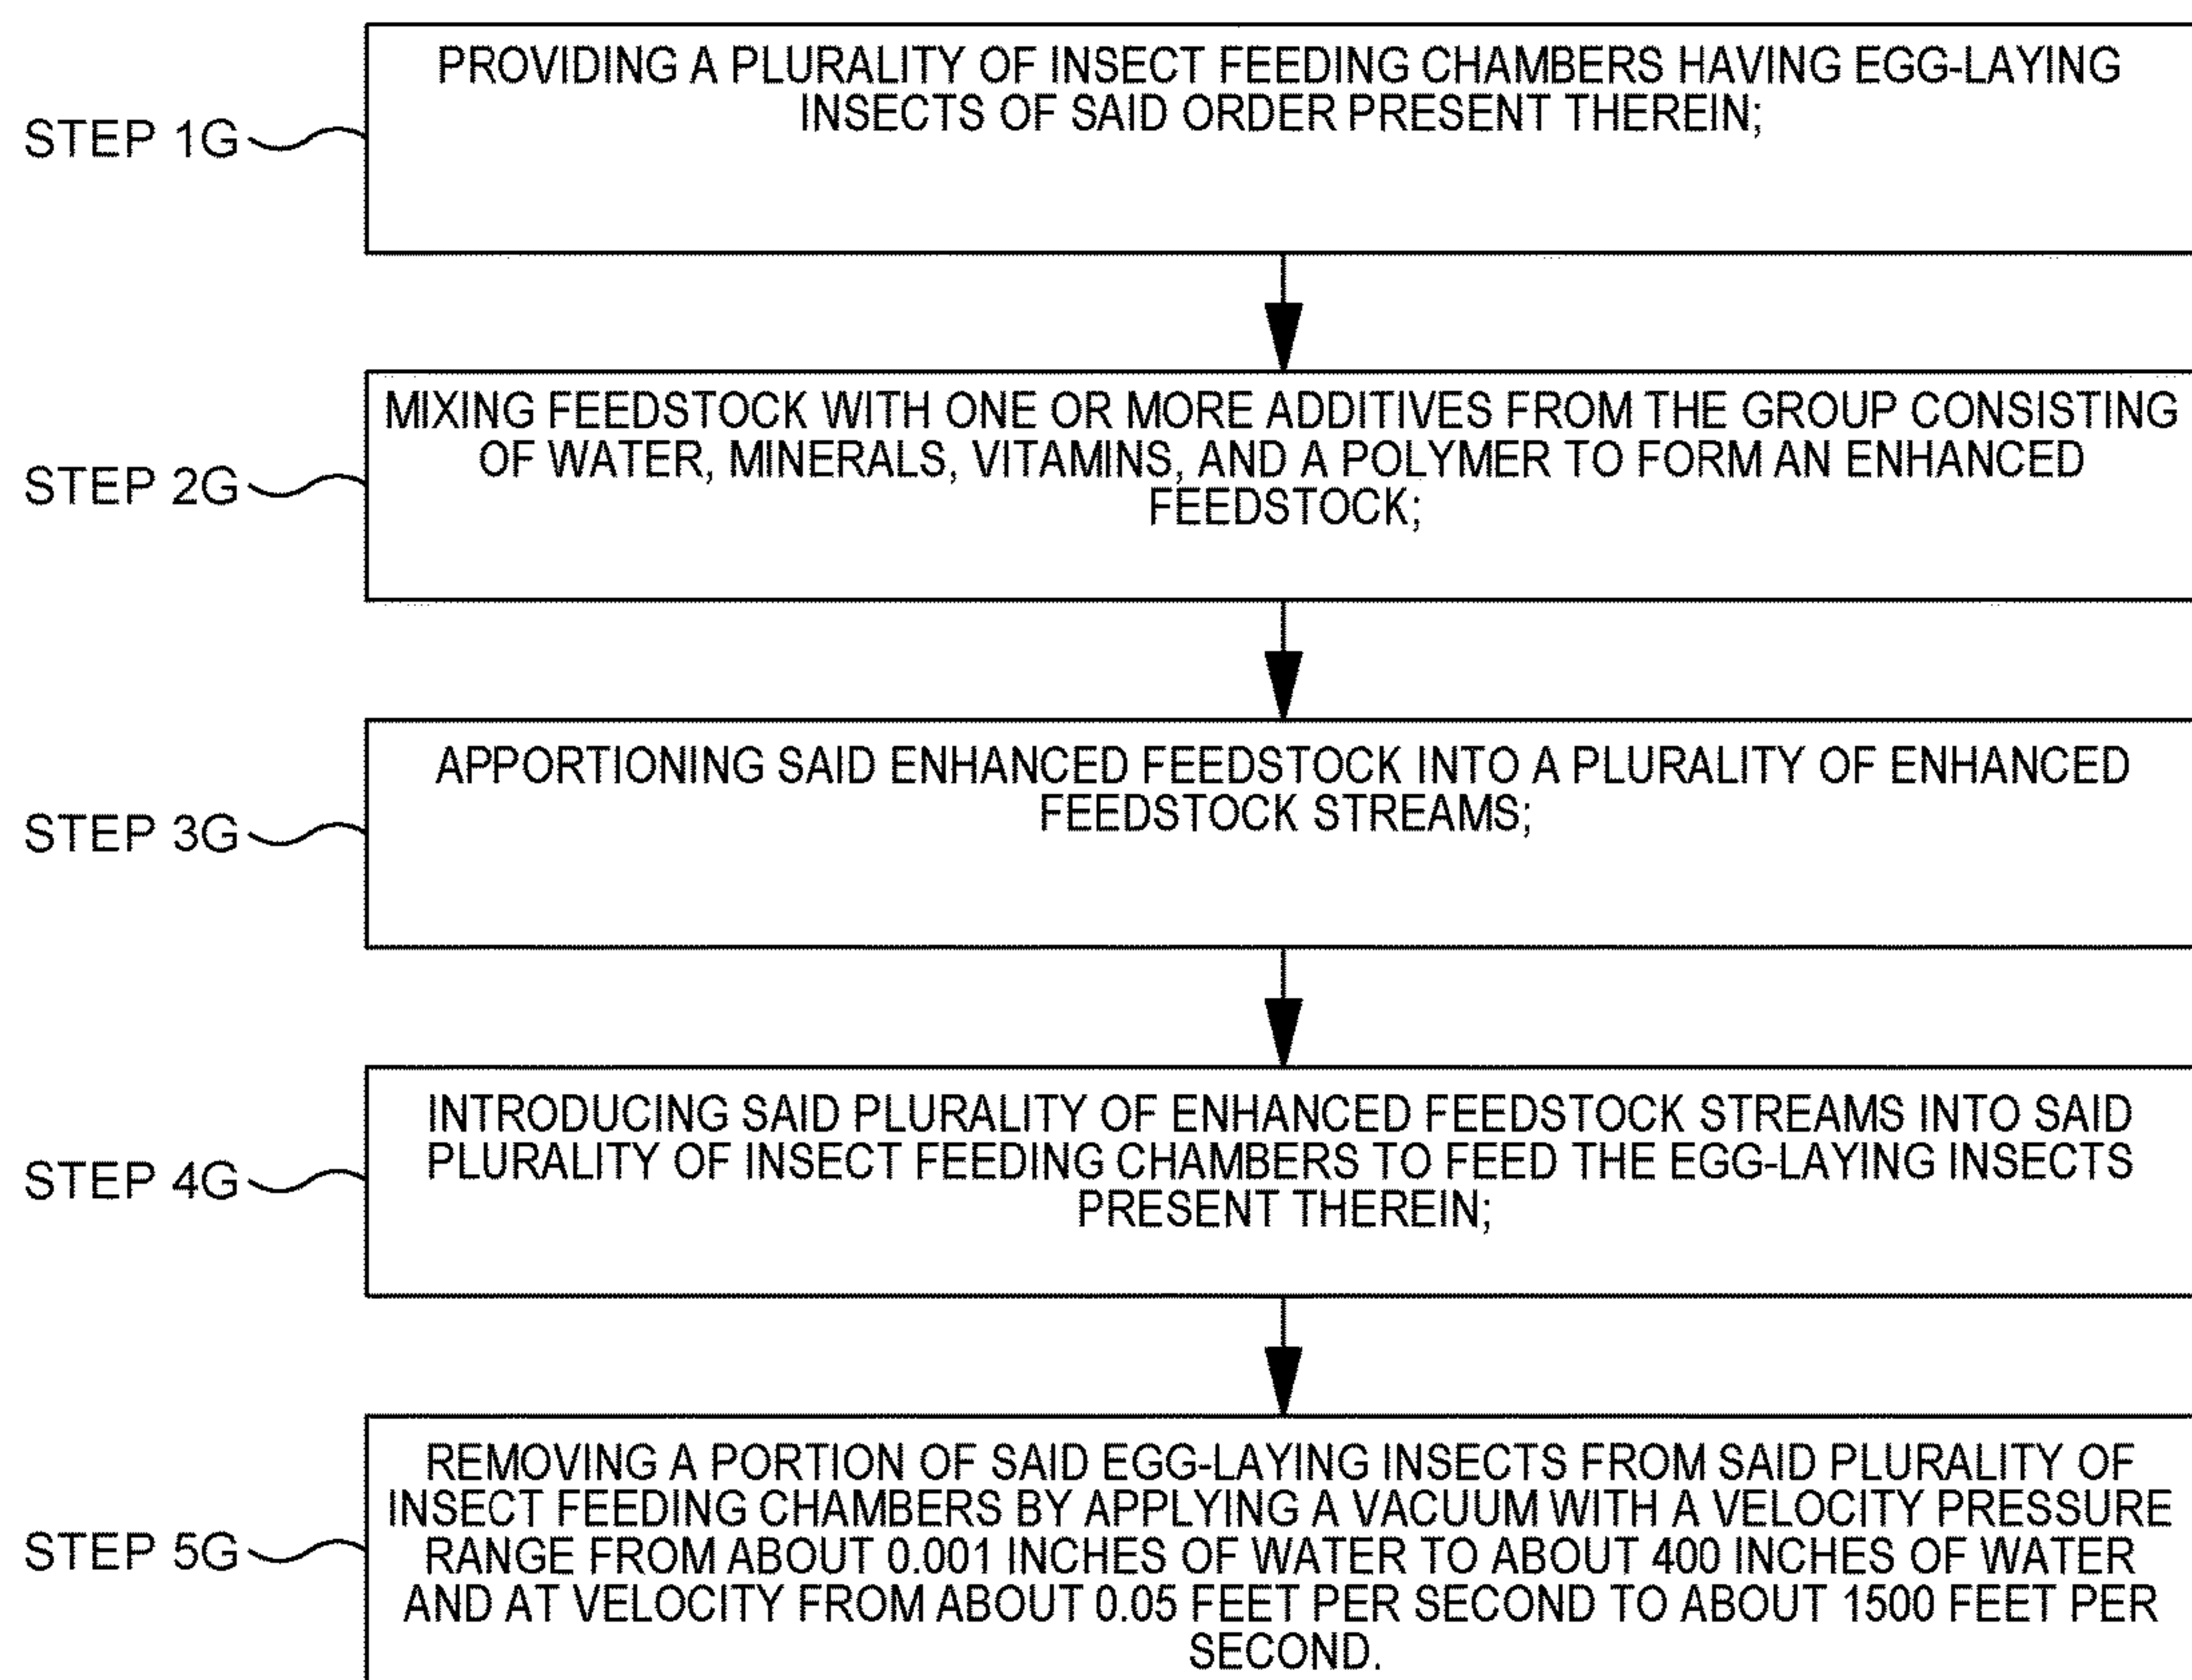 PROVIDING A PLURALITY OF INSECT FEEDING CHAMBERS HAVING EGG-LAYING
INSECTS OF SAID ORDER PRESENT THEREIN;
STEP 1G
MIXING FEEDSTOCK WITH ONE OR MORE ADDITIVES FROM THE GROUP CONSISTING
OF WATER, MINERALS, VITAMINS, AND A POLYMER TO FORM AN ENHANCED
FEEDSTOCK;
STEP 2G
APPORTIONING SAID ENHANCED FEEDSTOCK INTO A PLURALITY OF ENHANCED
FEEDSTOCK STREAMS;
STEP 3G
INTRODUCING SAID PLURALITY OF ENHANCED FEEDSTOCK STREAMS INTO SAID
PLURALITY OF INSECT FEEDING CHAMBERS TO FEED THE EGG-LAYING INSECTS
PRESENT THEREIN;
STEP 4G
REMOVING A PORTION OF SAID EGG-LAYING INSECTS FROM SAID PLURALITY OF
INSECT FEEDING CHAMBERS BY APPLYING A VACUUM WITH A VELOCITY PRESSURE
RANGE FROM ABOUT 0.001 INCHES OF WATER TO ABOUT 400 INCHES OF WATER
AND AT VELOCITY FROM ABOUT 0.05 FEET PER SECOND TO ABOUT 1500 FEET PER
SECOND.
STEP 5G